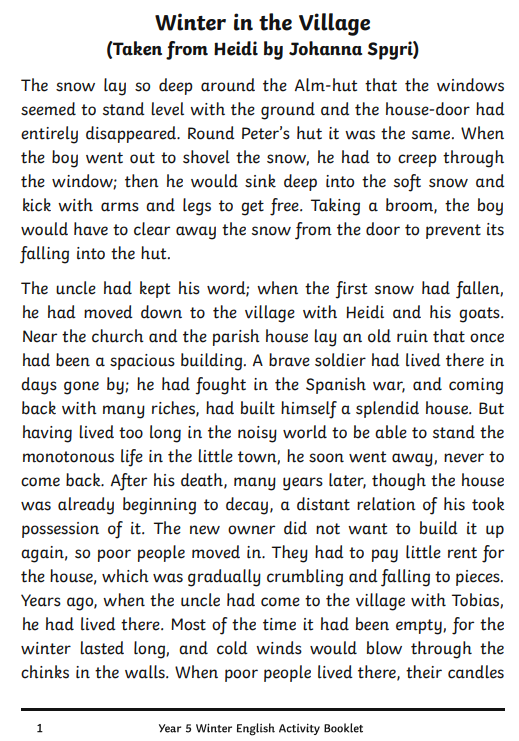 Winter in the Village
(Taken from Heidi by Johanna Spyri)
The snow lay so deep around the Alm-hut that the windows
seemed to stand level with the ground and the house-door had
entirely disappeared. Round Peter's hut it was the same. When
the boy went out to shovel the snow, he had to creep through
the window; then he would sink deep into the soft snow and
kick with arms and legs to get free. Taking a broom, the boy
would have to clear away the snow from the door to prevent its
falling into the hut.
The uncle had kept his word; when the first snow had fallen,
he had moved down to the village with Heidi and his goats.
Near the church and the parish house lay an old ruin that once
had been a spacious building. A brave soldier had lived there in
days gone by; he had fought in the Spanish war, and coming
back with many riches, had built himself a splendid house. But
having lived too long in the noisy world to be able to stand the
monotonous life in the little town, he soon went away, never to
come back. After his death, many years later, though the house
was already beginning to decay, a distant relation of his took
possession of it. The new owner did not want to build it up
again, so poor people moved in. They had to pay little rent for
the house, which was gradually crumbling and falling to pieces.
Years ago, when the uncle had come to the village with Tobias,
he had lived there. Most of the time it had been empty, for the
winter lasted long, and cold winds would blow through the
chinks in the walls. When poor people lived there, their candles
1 Year 5 Winter English Activity Booklet